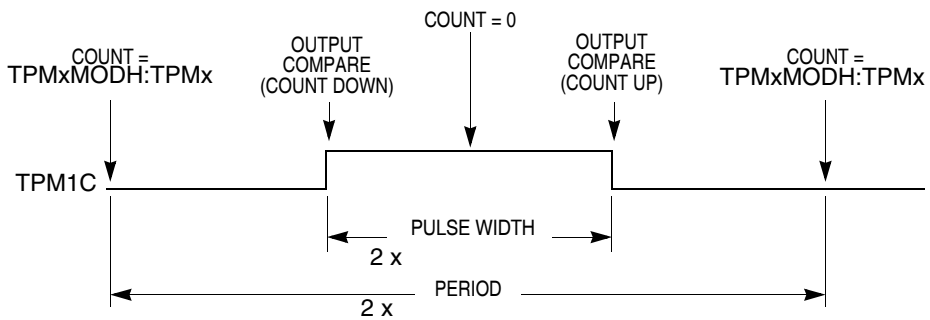 COUNT = 0
COUNT =
TPMxMODH:TPMx
OUTPUT
COMPARE
(COUNT DOWN)
OUTPUT
COMPARE
(COUNT UP)
COUNT =
TPMxMODH:TPMx
TPM1C
PULSE WIDTH
2 x
PERIOD
2 x